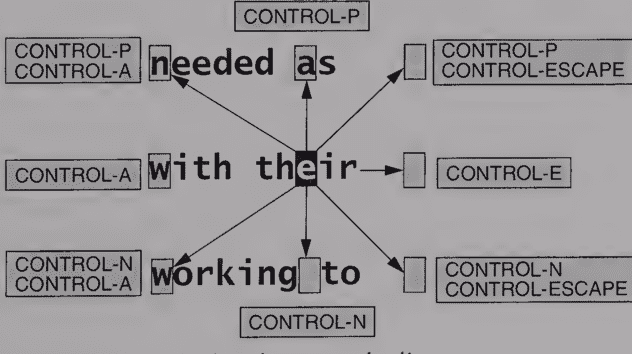 CONTROL-P
CONTROL-P
CONTROL-A
needed as
CONTROL-P
CONTROL-ESCAPE
CONTROL-A
with their
CONTROL-E
CONTROL-N
CONTROL-A
working to
CONTROL-N
CONTROL-ESCAPE
CONTROL-N